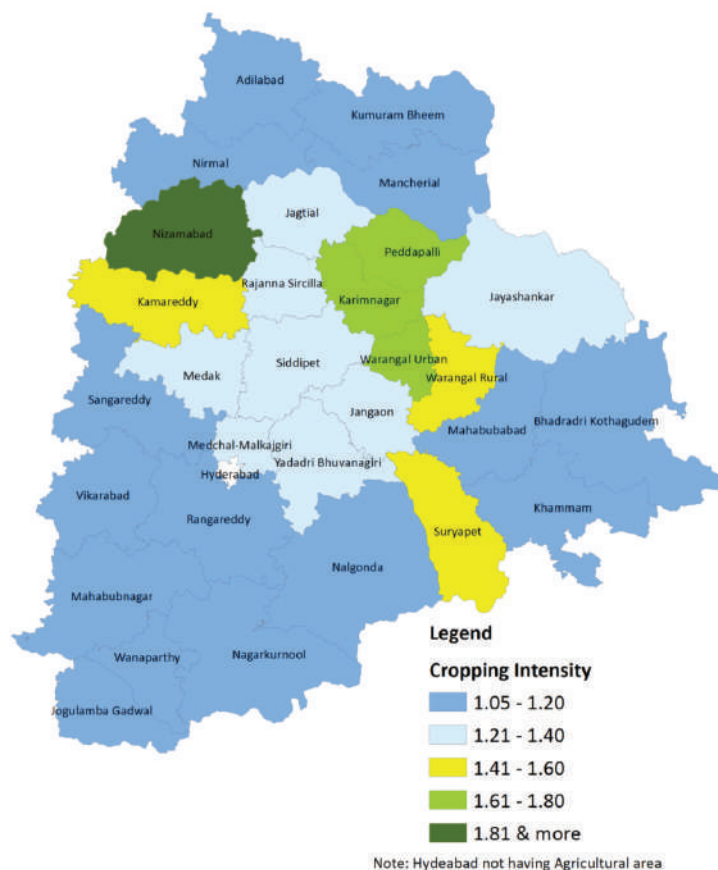 Adilabad
Kumuram Bheem
Nirmal
Mancherial
Jagtial
Nizamabad
Peddapalli
Rajanna Sircilla
Jayashankar
Kamareddy
Karimnagar
Warangal Urban
Siddipet
Medak
Warangal Rural
Sangareddy
Jangaon
Bhadradri Kothagudem
Mahabubabad
Medchal-Malkajgiri
Yadadri Bhuvanagiri
Hyderabad
Vikarabad
Khammam
Rangareddy
Suryapet
Nalgonda
Mahabubnagar
Wanaparthy
Nagarkurnool
Jogulamba Gadwal
Legend
Cropping Intensity
1.05 - 1.20
1.21 - 1.40
1.41 - 1.60
1.61 - 1.80
1.81 & more
Note: Hydeabad not having Agricultural area